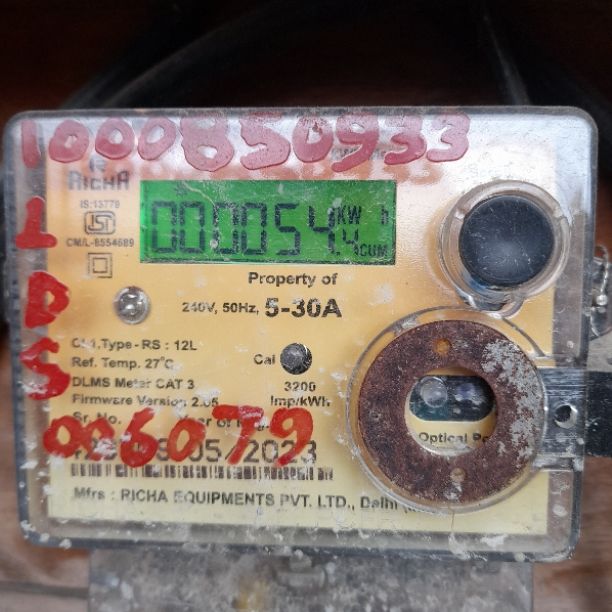 1000850933
RICHA
IS:13779
CM/L-8554689
L
D
S
000054.4 KW h
CUM
Property of
240V, 50Hz, 5-30A
Type - RS : 12L
Ref. Temp. 27°C
Cal
DLMS Meter CAT 3
3200
Firmware Version 2.05
Imp/kWh
Sr. No.
006079
05/2023
Optical
Mfrs : RICHA EQUIPMENTS PVT. LTD., Delhi